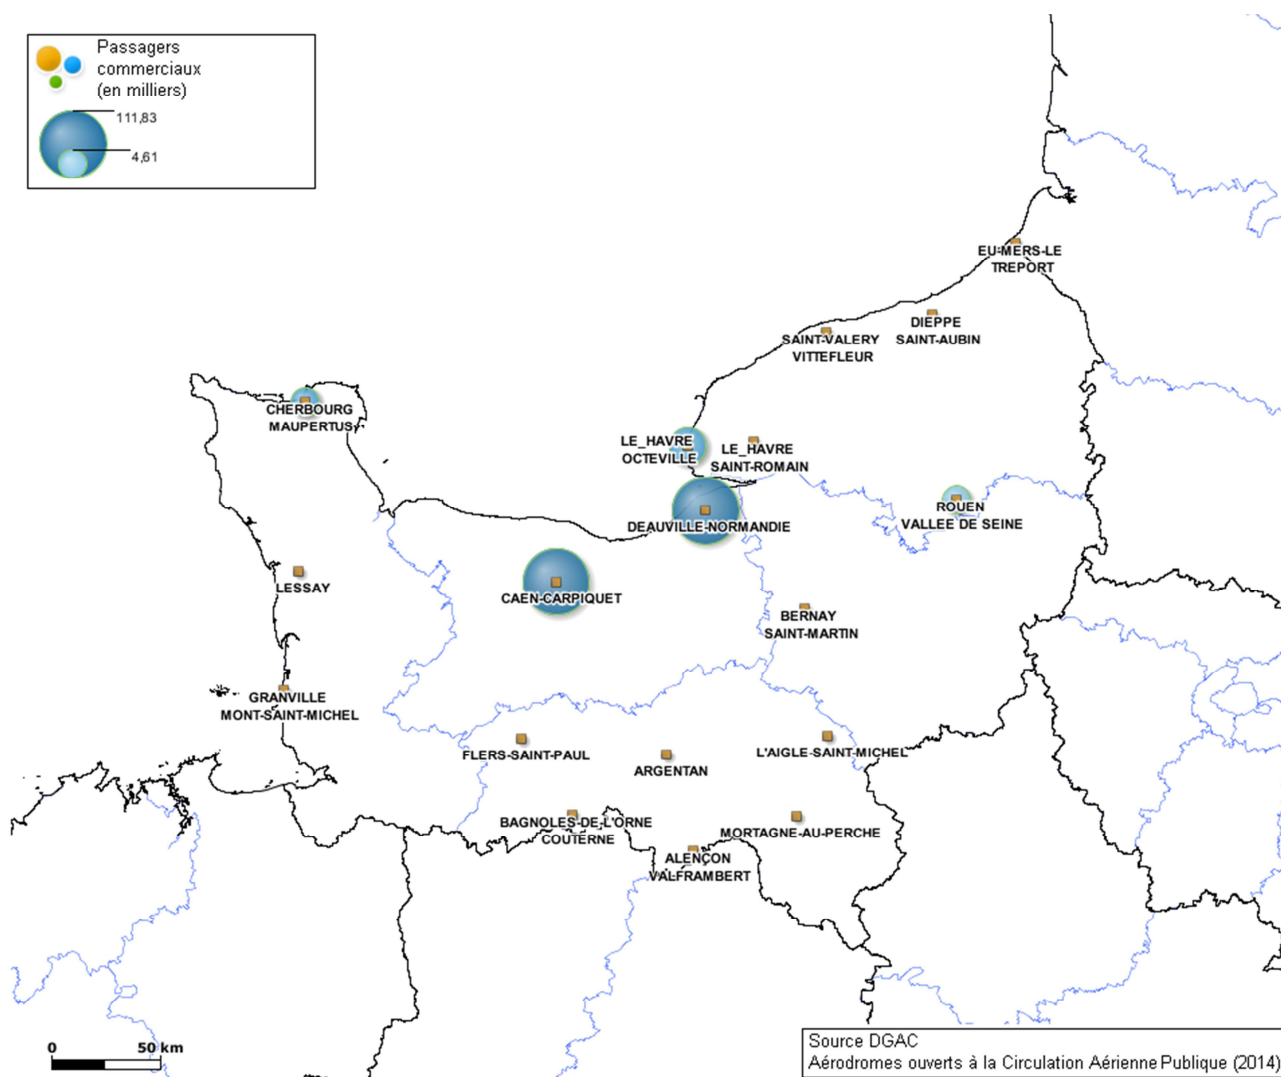 Passagers
commerciaux
(en milliers)
111,83
4,61
EU-MERS-LE
TREPORT
DIEPPE
SAINT-AUBIN
SAINT-VALERY
VITTEFLEUR
CHERBOURG
MAUPERTUS
LE_HAVRE
OCTEVILLE
LE_HAVRE
SAINT-ROMAIN
ROUEN
VALLEE DE SEINE
DEAUVILLE-NORMANDIE
LESSAY
CAEN-CARPIQUET
BERNAY
SAINT-MARTIN
GRANVILLE
MONT-SAINT-MICHEL
FLERS-SAINT-PAUL
ARGENTAN
L'AIGLE-SAINT-MICHEL
BAGNOLES-DE-L'ORNE
COUTERNE
MORTAGNE-AU-PERCHE
ALENÇON
VALFRAMBERT
0 50 km
Source DGAC
Aérodromes ouverts à la Circulation Aérienne Publique (2014)